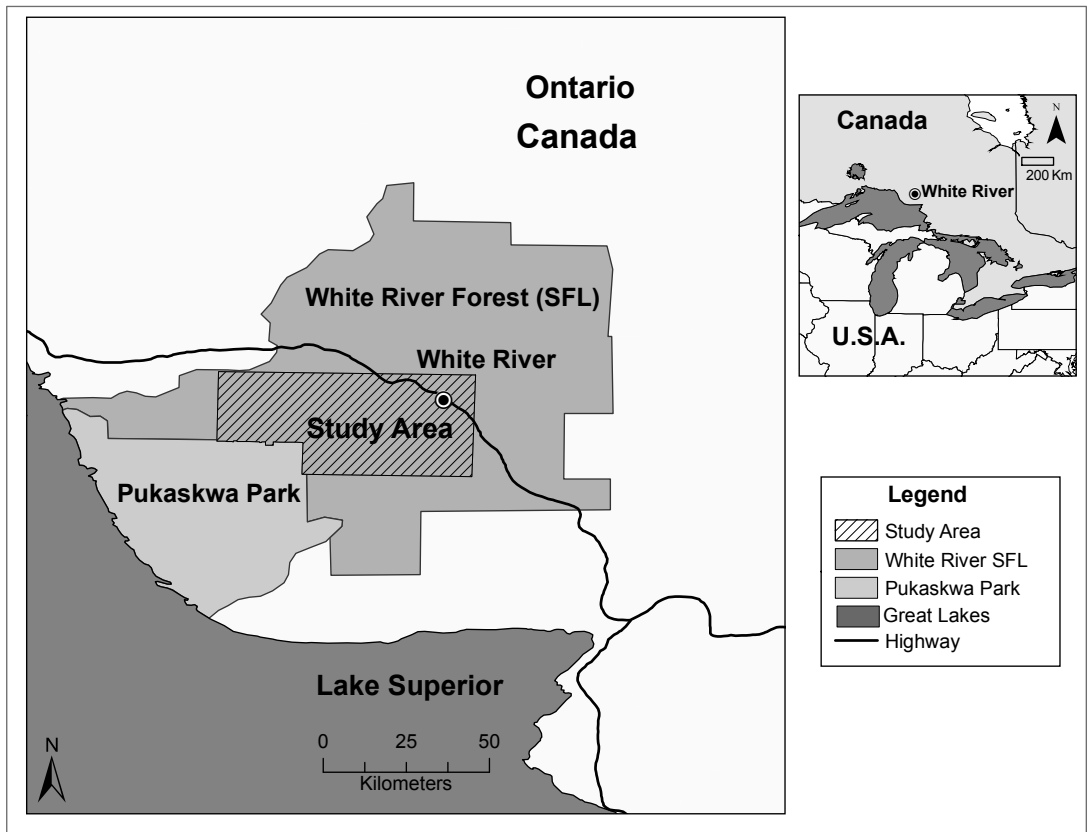 Ontario
Canada
White River Forest (SFL)
White River
Study Area
Pukaskwa Park
Lake Superior
0 25 50
Kilometers
N
Canada
N
200 Km
White River
U.S.A.
Legend
Study Area
White River SFL
Pukaskwa Park
Great Lakes
Highway